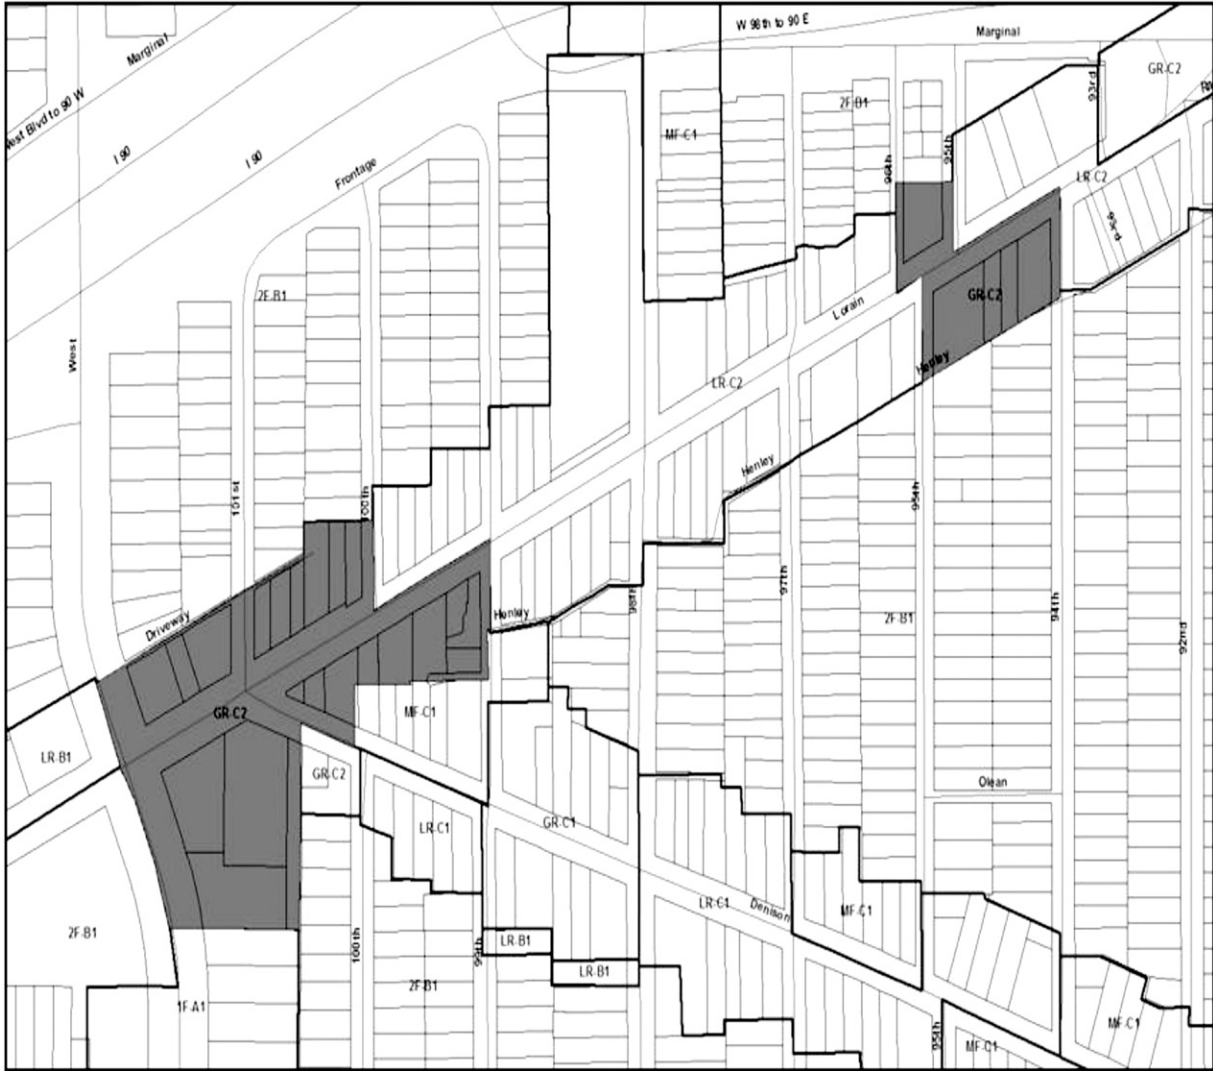 W 98th to 90 E
Marginal
Marginal
GR-C2
West Blvd to 90 W
93rd
2F-B1
MF-C1
I 90
I 90
95th
96th
Frontage
LR-C2
93rd
2F-B1
GR-C2
Lorain
West
Henley
LR-C2
Henley
101st
100th
95th
97th
98th
94th
Henley
2F-B1
Driveway
92nd
GR-C2
MF-C1
LR-B1
GR-C2
Olean
GR-C1
LR-C1
LR-C1
Denison
MF-C1
2F-B1
100th
99th
LR-B1
LR-B1
2F-B1
1F-A1
MF-C1
95th
MF-C1